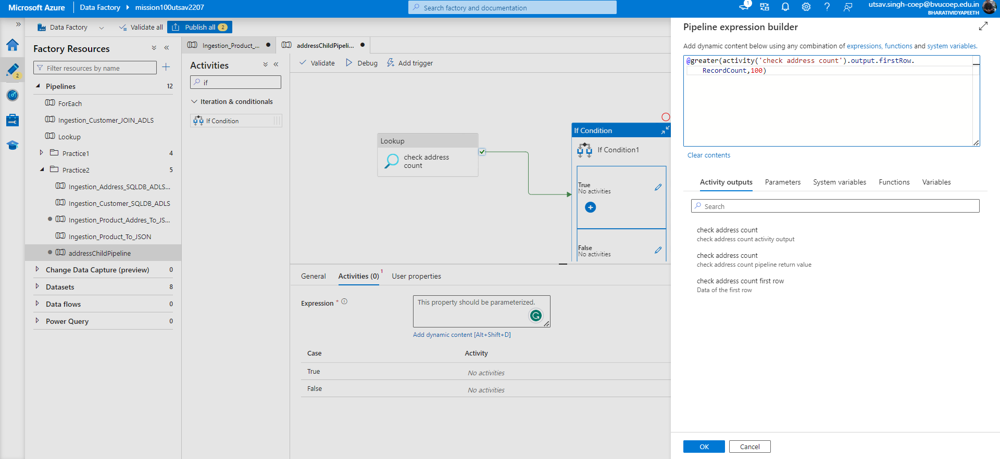 Microsoft Azure
Data Factory
mission100utsav2207
Search factory and documentation
1
utsav.singh-coep@bvucoep.edu.in
BHARATIVIDYAPEETH
Data Factory
Validate all
Publish all 2
2
Factory Resources
Filter resources by name
Pipelines 12
ForEach
Ingestion_Customer_JOIN_ADLS
Lookup
Practice1 4
Practice2 5
Ingestion_Address_SQLDB_ADLS...
Ingestion_Customer_SQLDB_ADLS
Ingestion_Product_Addres_To_JS...
Ingestion_Product_To_JSON
addressChildPipeline
Change Data Capture (preview) 0
Datasets 8
Data flows 0
Power Query 0
Ingestion_Product_...
addressChildPipeli...
Activities
if
Iteration & conditionals
If Condition
Validate
Debug
Add trigger
Lookup
check address
count
If Condition
If Condition1
True
No activities
False
No activities
General
Activities (0) 1
User properties
Expression *
This property should be parameterized.
Add dynamic content [Alt+Shift+D]
Case Activity
True No activities
False No activities
Pipeline expression builder
Add dynamic content below using any combination of expressions, functions and system variables.
@greater(activity('check address count').output.firstRow.
RecordCount,100)
Clear contents
Activity outputs
Parameters
System variables
Functions
Variables
Search
check address count
check address count activity output
check address count
check address count pipeline return value
check address count first row
Data of the first row
OK
Cancel